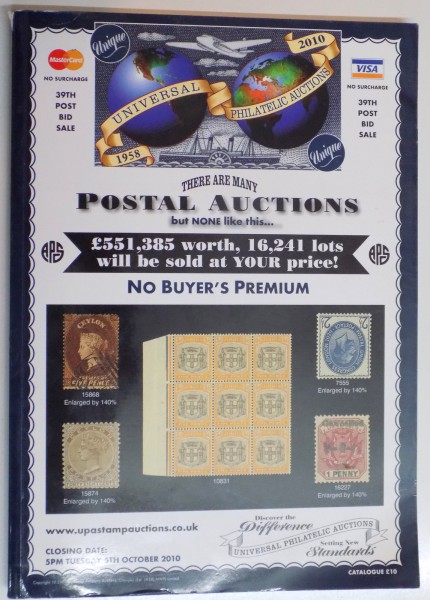 Unique
2010
MasterCard
VISA
NO SURCHARGE
NO SURCHARGE
39TH
POST
BID
SALE
39TH
POST
BID
SALE
UNIVERSAL
PHILATELIC AUCTIONS
1958
Unique
THERE ARE MANY
POSTAL AUCTIONS
but NONE like this...
APS
£551,385 worth, 16,241 lots
will be sold at YOUR price!
APS
NO BUYER'S PREMIUM
CEYLON
FIVE PENCE
15868
Enlarged by 140%
7555
Enlarged by 140%
15874
Enlarged by 140%
10831
1 PENNY
16227
Enlarged by 140%
www.upastampauctions.co.uk
Discover the
Difference
UNIVERSAL PHILATELIC AUCTIONS
Setting New
Standards
CLOSING DATE:
5PM TUESDAY 5TH OCTOBER 2010
CATALOGUE £10